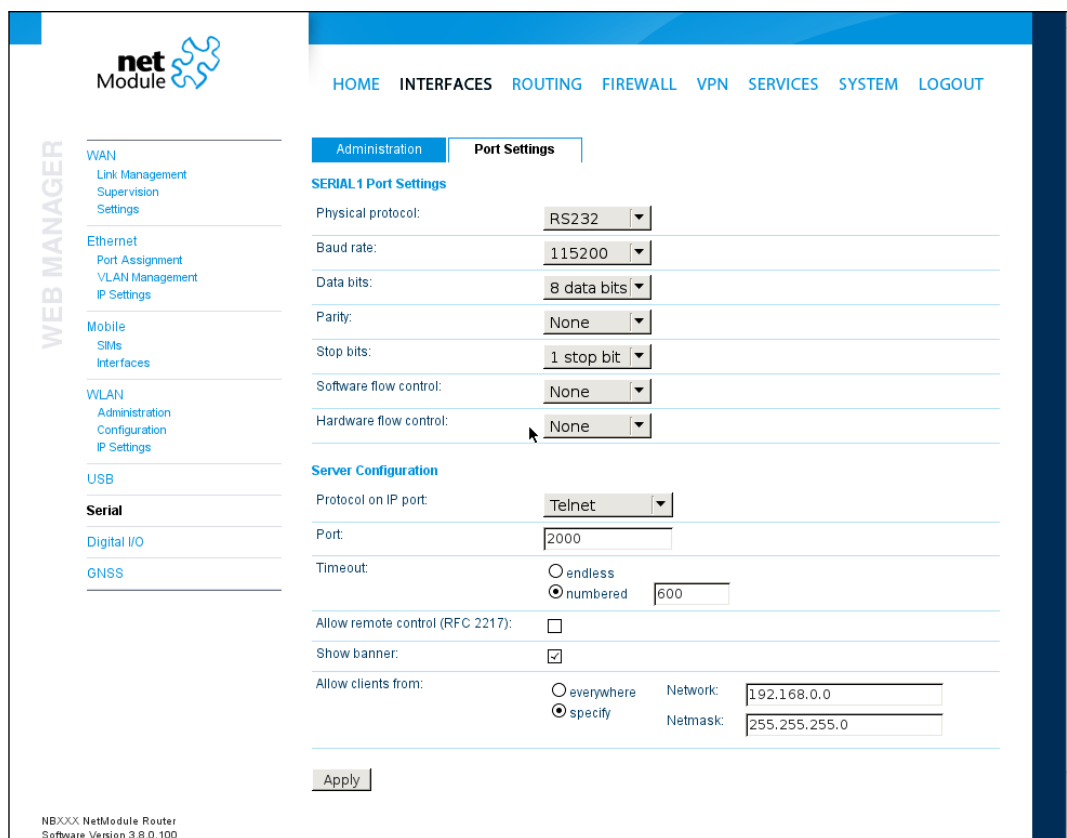 net
Module
HOME INTERFACES ROUTING FIREWALL VPN SERVICES SYSTEM LOGOUT
WEB MANAGER
WAN
Link Management
Supervision
Settings
Ethernet
Port Assignment
VLAN Management
IP Settings
Mobile
SIMs
Interfaces
WLAN
Administration
Configuration
IP Settings
USB
Serial
Digital I/O
GNSS
Administration Port Settings
SERIAL1 Port Settings
Physical protocol: RS232
Baud rate: 115200
Data bits: 8 data bits
Parity: None
Stop bits: 1 stop bit
Software flow control: None
Hardware flow control: None
Server Configuration
Protocol on IP port: Telnet
Port: 2000
Timeout: endless
numbered 600
Allow remote control (RFC 2217):
Show banner:
Allow clients from: everywhere Network: 192.168.0.0
specify Netmask: 255.255.255.0
Apply
NBXXX NetModule Router
Software Version 3.8.0.100